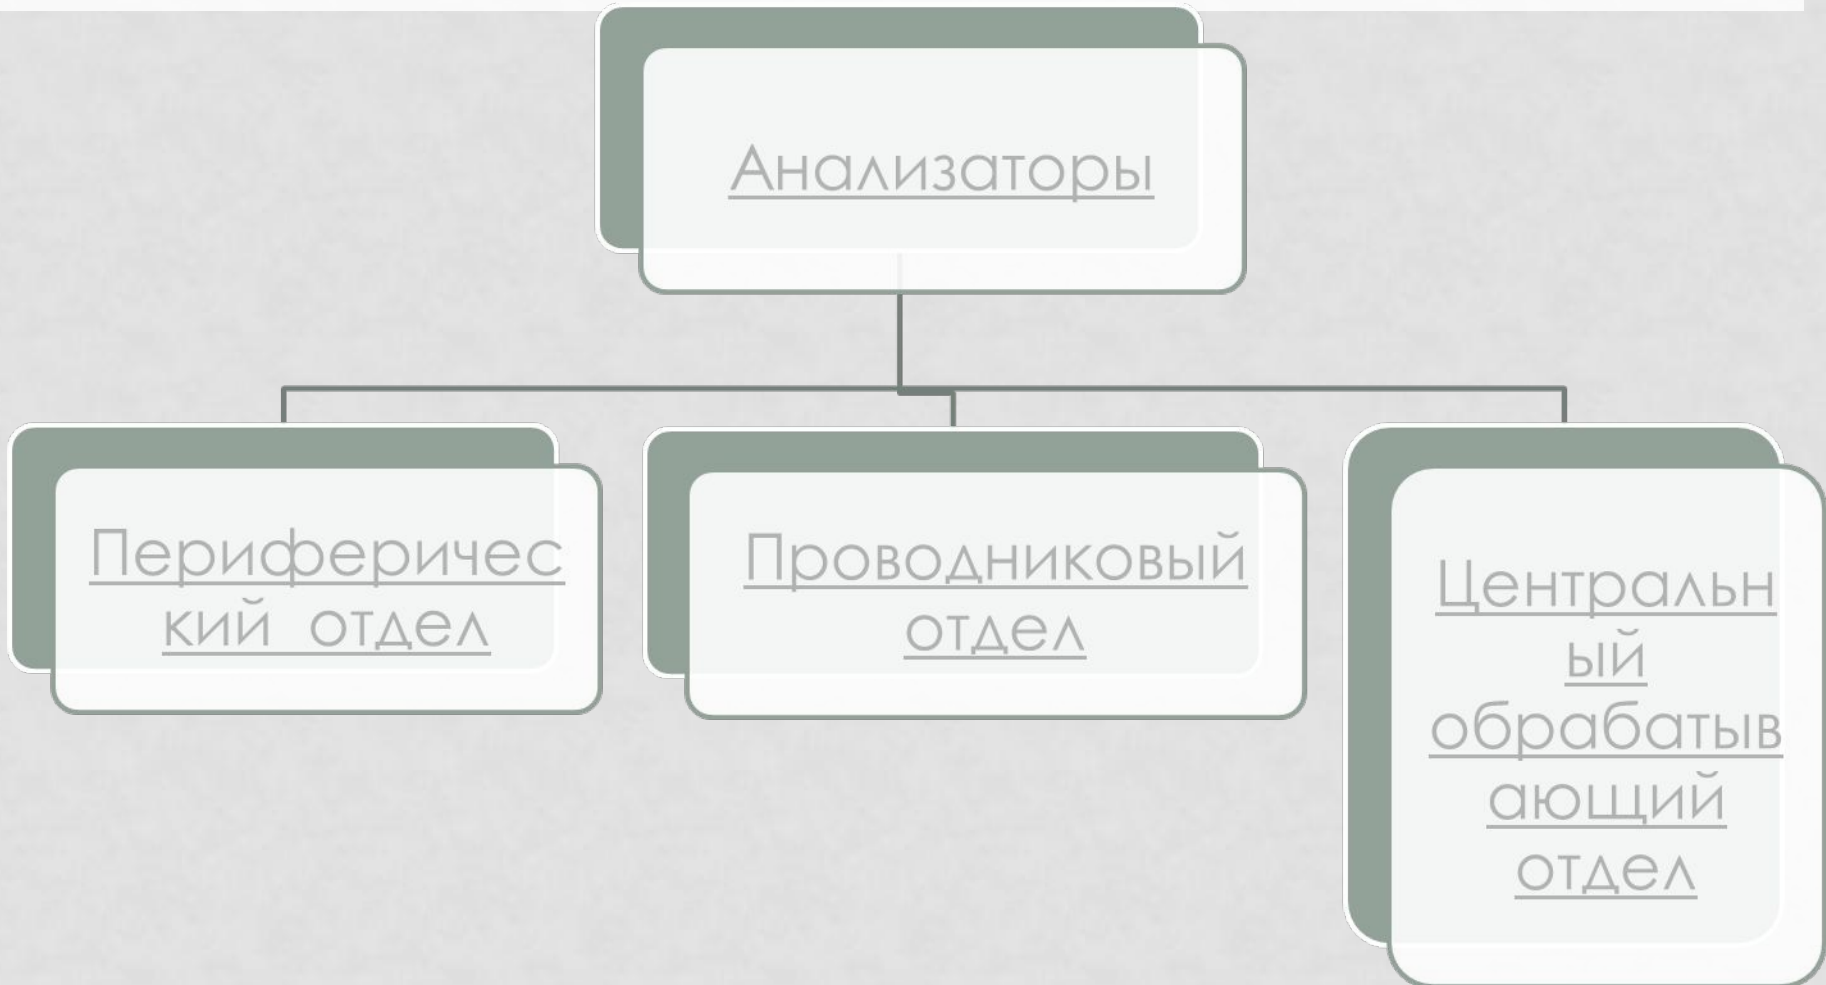 Анализаторы
Периферичес
кий отдел
Проводниковый
отдел
Центральн
ый
обрабатыв
ающий
отдел